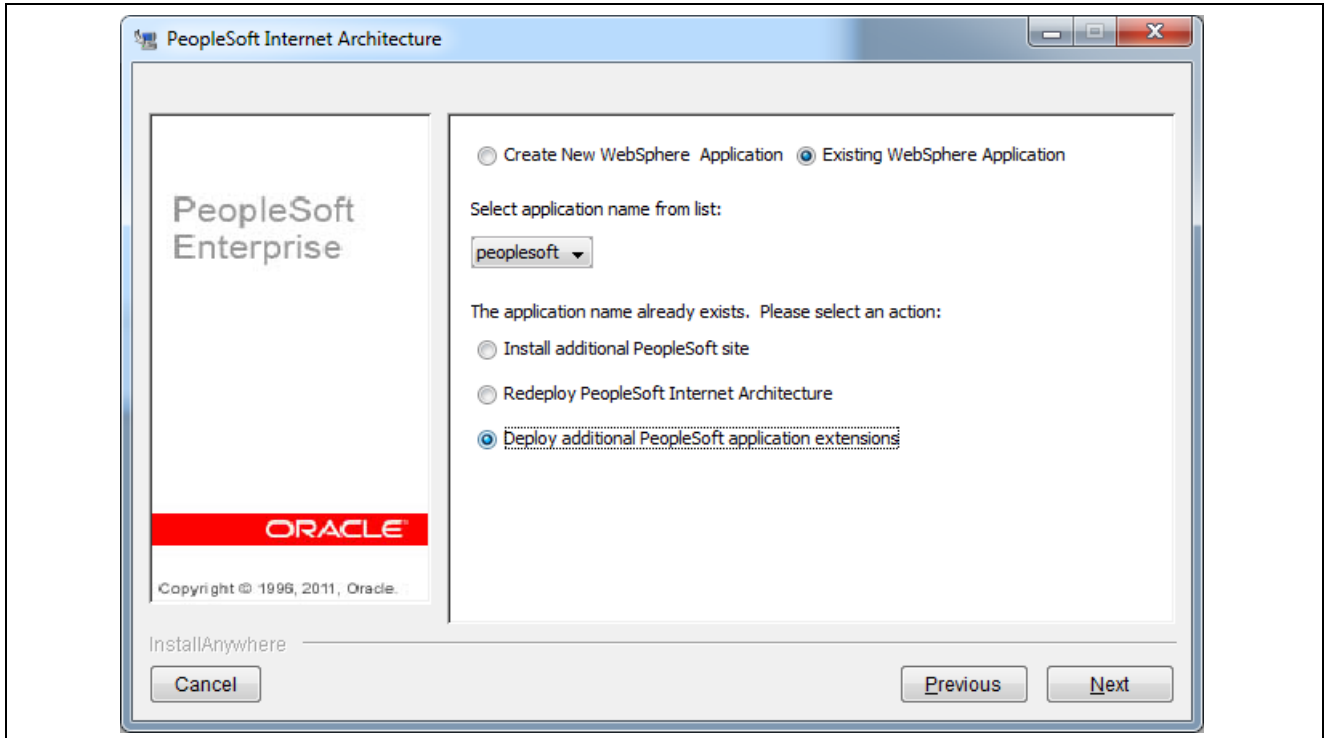 PeopleSoft Internet Architecture
Create New WebSphere Application Existing WebSphere Application
PeopleSoft
Enterprise
Select application name from list:
peoplesoft
The application name already exists. Please select an action:
Install additional PeopleSoft site
Redeploy PeopleSoft Internet Architecture
Deploy additional PeopleSoft application extensions
ORACLE
Copyright © 1996, 2011, Oracle.
InstallAnywhere
Cancel
Previous
Next